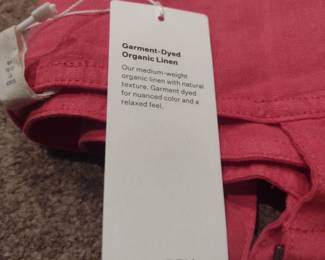 Garment-Dyed
Organic Linen
Our medium-weight
organic linen with natural
texture. Garment dyed
for nuanced color and a
relaxed feel.